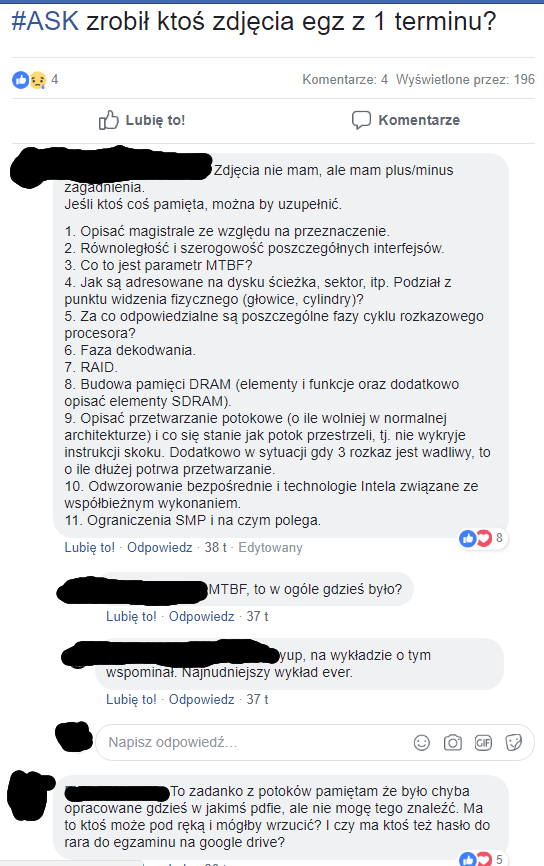 #ASK zrobił ktoś zdjęcia egz z 1 terminu?
4
Komentarze: 4 Wyświetlone przez: 196
Lubię to!
Komentarze
Zdjęcia nie mam, ale mam plus/minus
zagadnienia.
Jeśli ktoś coś pamięta, można by uzupełnić.
1. Opisać magistrale ze względu na przeznaczenie.
2. Równoległość i szerogowość poszczególnych interfejsów.
3. Co to jest parametr MTBF?
4. Jak są adresowane na dysku ścieżka, sektor, itp. Podział z
punktu widzenia fizycznego (głowice, cylindry)?
5. Za co odpowiedzialne są poszczególne fazy cyklu rozkazowego
procesora?
6. Faza dekodwania.
7. RAID.
8. Budowa pamięci DRAM (elementy i funkcje oraz dodatkowo
opisać elementy SDRAM).
9. Opisać przetwarzanie potokowe (o ile wolniej w normalnej
architekturze) i co się stanie jak potok przestrzeli, tj. nie wykryje
instrukcji skoku. Dodatkowo w sytuacji gdy 3 rozkaz jest wadliwy, to
o ile dłużej potrwa przetwarzanie.
10. Odwzorowanie bezpośrednie i technologie Intela związane ze
współbieżnym wykonaniem.
11. Ograniczenia SMP i na czym polega.
8
Lubię to! · Odpowiedz · 38 t · Edytowany
MTBF, to w ogóle gdzieś było?
Lubię to! · Odpowiedz · 37 t
yup, na wykładzie o tym
wspominał. Najnudniejszy wykład ever.
Lubię to! · Odpowiedz · 37 t
Napisz odpowiedź...
GIF
To zadanko z potoków pamiętam że było chyba
opracowane gdzieś w jakimś pdfie, ale nie mogę tego znaleźć. Ma
to ktoś może pod ręką i mógłby wrzucić? I czy ma ktoś też hasło do
rara do egzaminu na google drive?
5